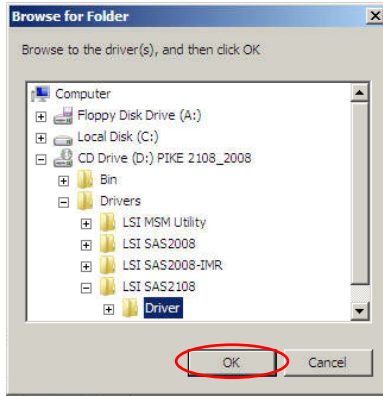 Browse for Folder
Browse to the driver(s), and then click OK
Computer
Floppy Disk Drive (A:)
Local Disk (C:)
CD Drive (D:) PIKE 2108_2008
Bin
Drivers
LSI MSM Utility
LSI SAS2008
LSI SAS2008-IMR
LSI SAS2108
Driver
OK Cancel